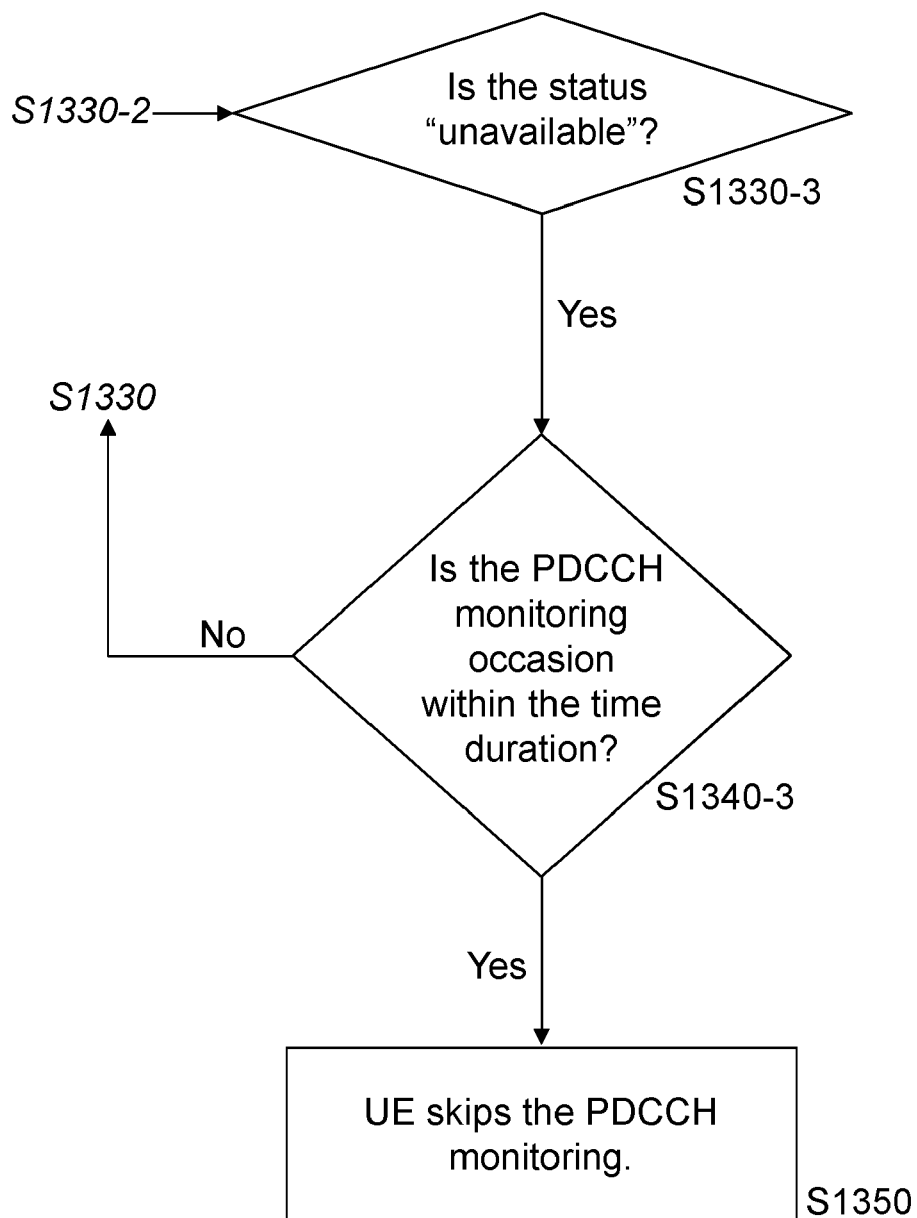 Is the status
“unavailable”?
S1330-2
S1330-3
Yes
S1330
Is the PDCCH
monitoring
occasion
within the time
duration?
No
S1340-3
Yes
UE skips the PDCCH
monitoring.
S1350